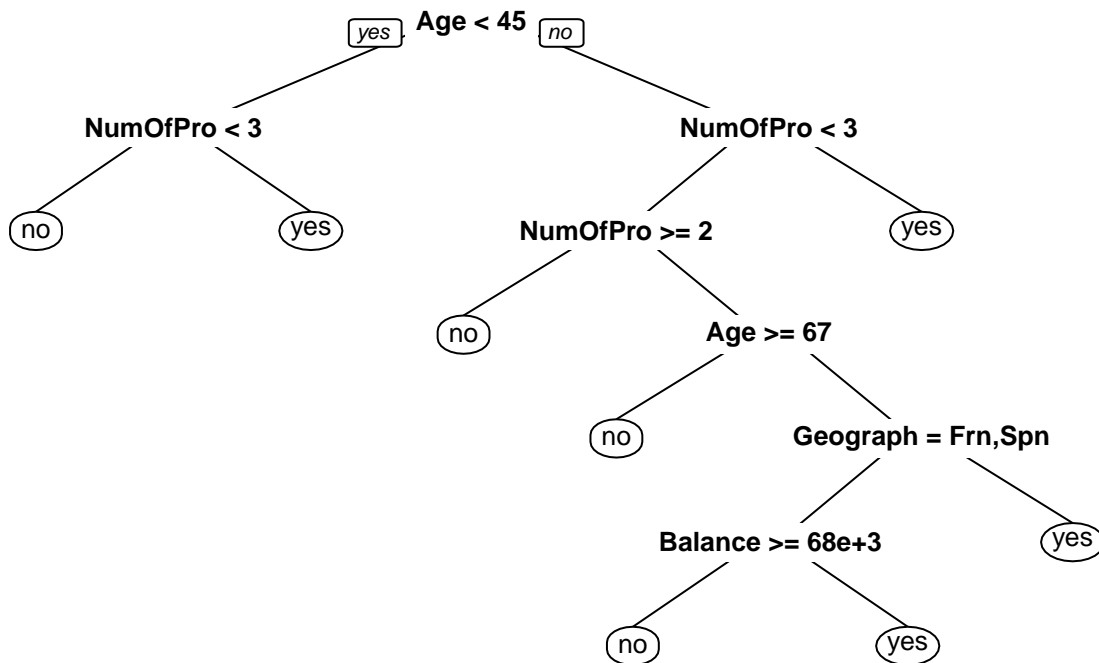 Age < 45
yes no
NumOfPro < 3 NumOfPro < 3
no yes NumOfPro >= 2 yes
no Age >= 67
no Geograph = Frn,Spn
Balance >= 68e+3 yes
no yes